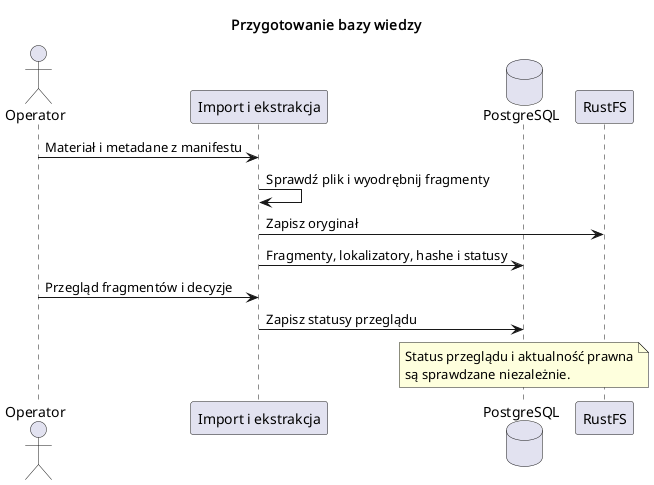 Przygotowanie bazy wiedzy
Operator
Import i ekstrakcja
PostgreSQL
RustFS
Materiał i metadane z manifestu
Sprawdź plik i wyodrębnij fragmenty
Zapisz oryginał
Fragmenty, lokalizatory, hashe i statusy
Przegląd fragmentów i decyzje
Zapisz statusy przeglądu
Status przeglądu i aktualność prawna
są sprawdzane niezależnie.
Operator
Import i ekstrakcja
PostgreSQL
RustFS